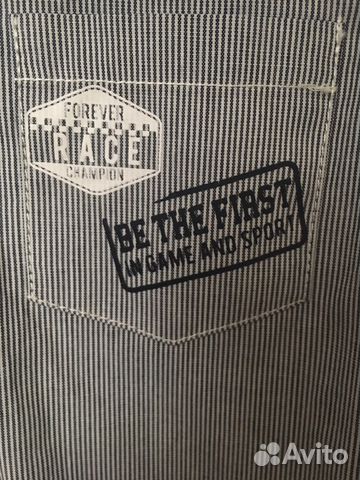 FOREVER
RACE
CHAMPION
BE THE FIRST
IN GAME AND SPORT
Avito